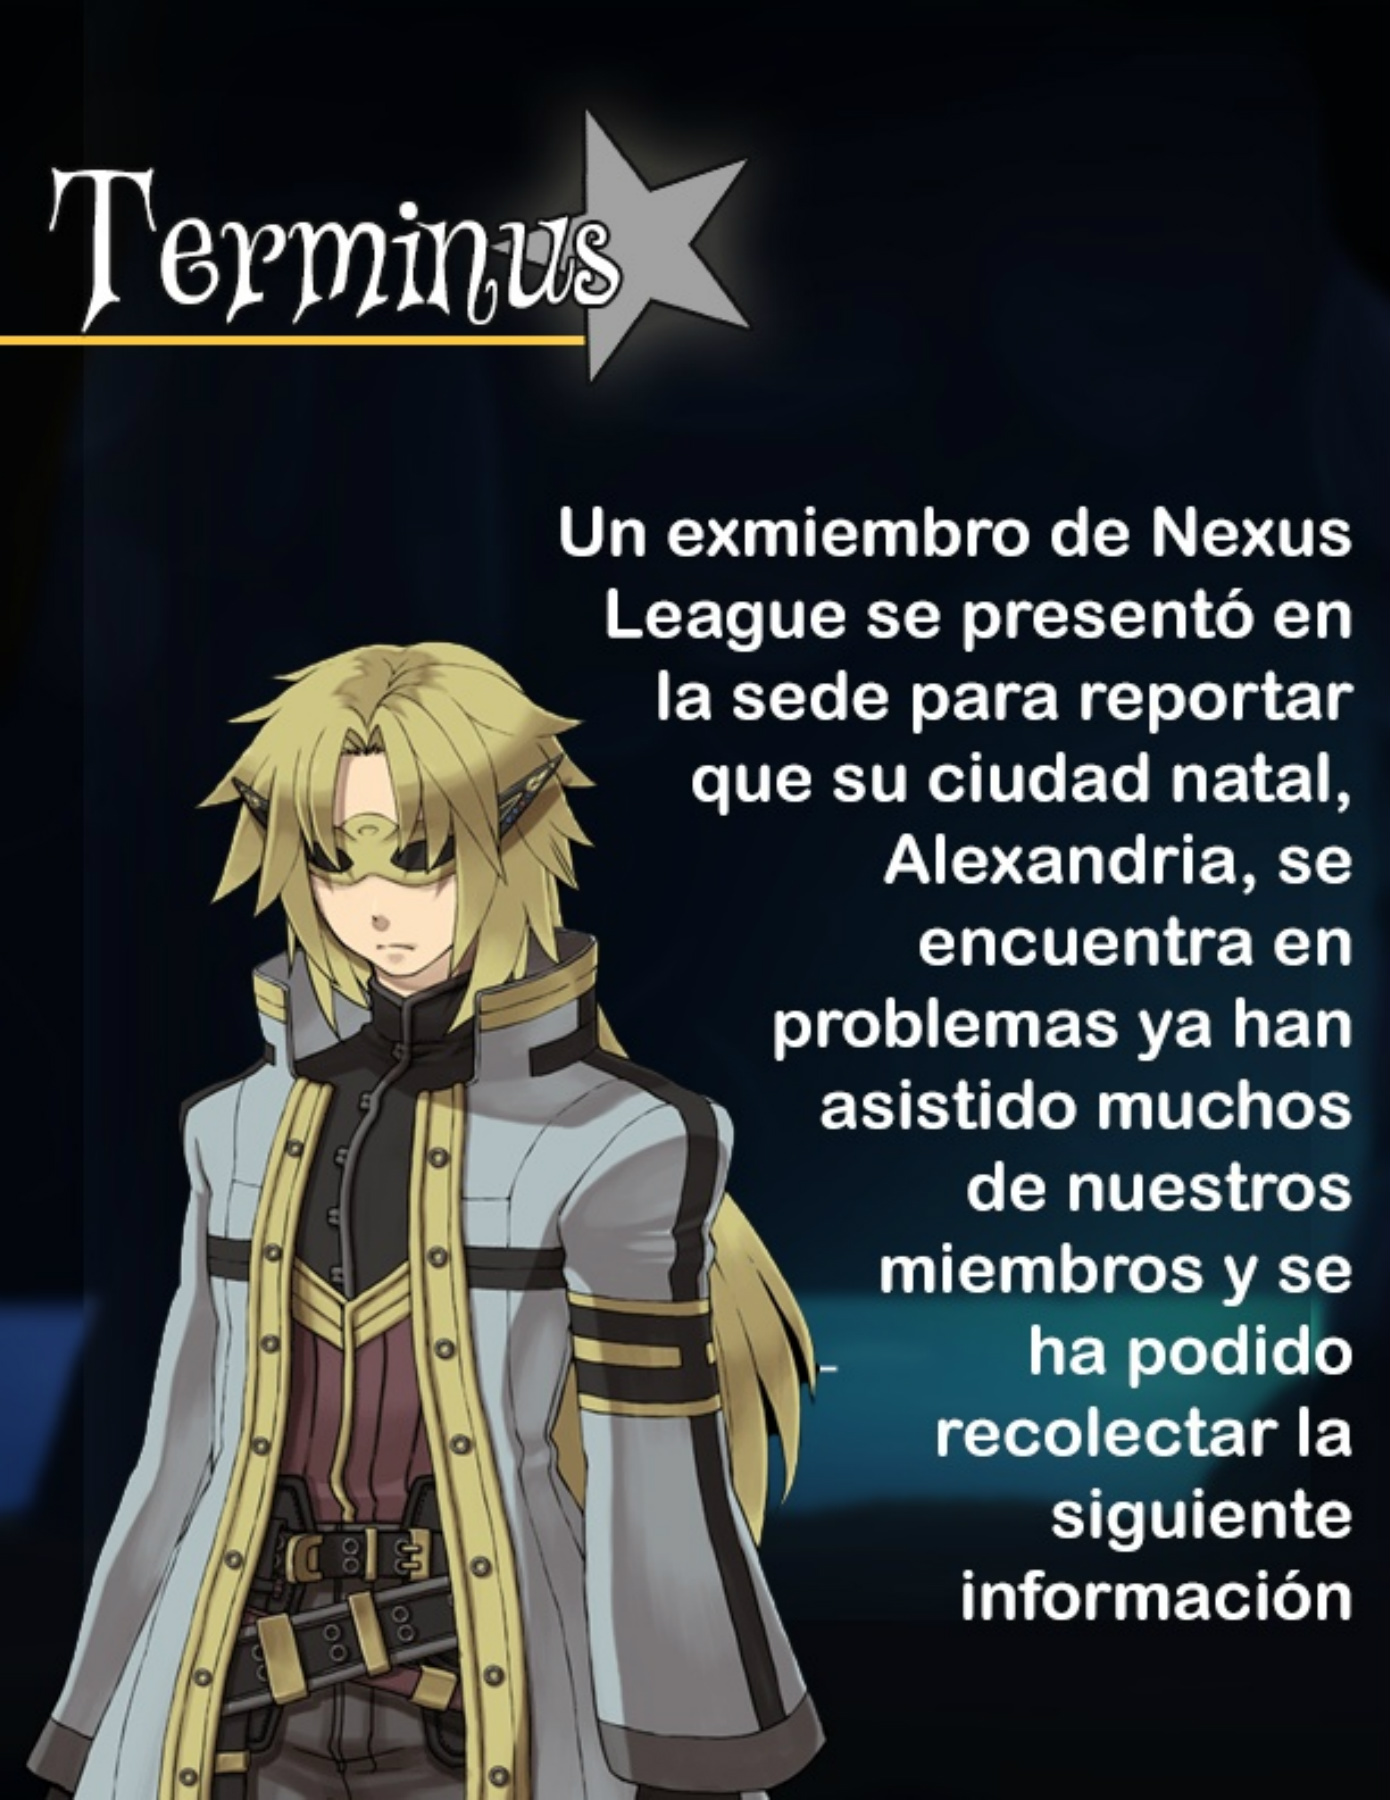 Terminus
Un exmiembro de Nexus
League se presentó en
la sede para reportar
que su ciudad natal,
Alexandria, se
encuentra en
problemas ya han
asistido muchos
de nuestros
miembros y se
ha podido
recolectar la
siguiente
información